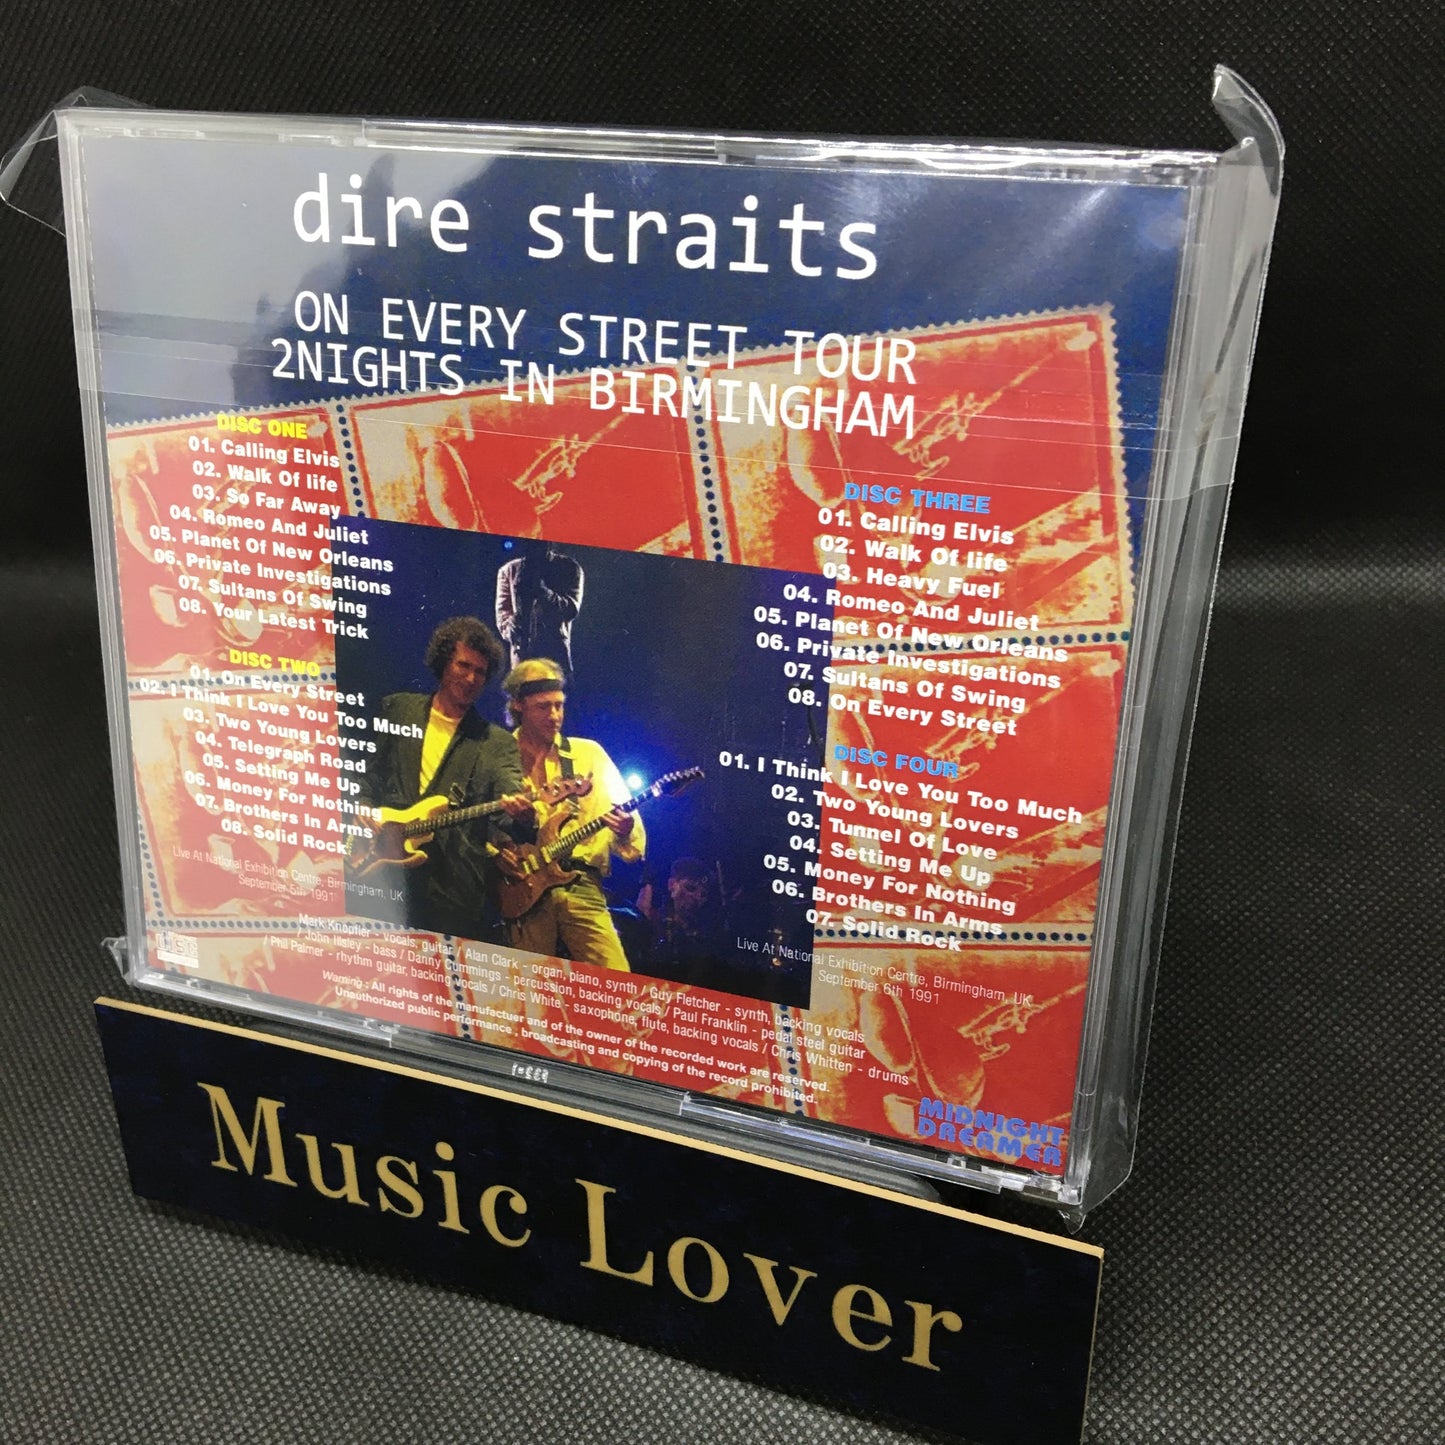 dire straits
ON EVERY STREET TOUR
2NIGHTS IN BIRMINGHAM
DISC ONE
01. Calling Elvis
02. Walk Of life
03. So Far Away
04. Romeo And Juliet
05. Planet Of New Orleans
06. Private Investigations
07. Sultans Of Swing
08. Your Latest Trick
DISC TWO
01. On Every Street
02. I Think I Love You Too Much
03. Two Young Lovers
04. Telegraph Road
05. Setting Me Up
06. Money For Nothing
07. Brothers In Arms
08. Solid Rock
Live At National Exhibition Centre, Birmingham, UK
September 5th 1991
DISC THREE
01. Calling Elvis
02. Walk Of life
03. Heavy Fuel
04. Romeo And Juliet
05. Planet Of New Orleans
06. Private Investigations
07. Sultans Of Swing
08. On Every Street
DISC FOUR
01. I Think I Love You Too Much
02. Two Young Lovers
03. Tunnel Of Love
04. Setting Me Up
05. Money For Nothing
06. Brothers In Arms
07. Solid Rock
Live At National Exhibition Centre, Birmingham, UK
September 6th 1991
Mark Knopfler - vocals, guitar / Alan Clark - organ, piano, synth / Guy Fletcher - synth, backing vocals
/ John Illsley - bass / Danny Cummings - percussion, backing vocals / Paul Franklin - pedal steel guitar
/ Phil Palmer - rhythm guitar, backing vocals / Chris White - saxophone, flute, backing vocals / Chris Whitten - drums
Warning : All rights of the manufactuer and of the owner of the recorded work are reserved.
Unauthorized public performance , broadcasting and copying of the record prohibited.
MIDNIGHT
DREAMER
Music Lover